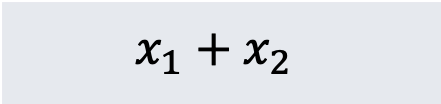 x₁ + x₂